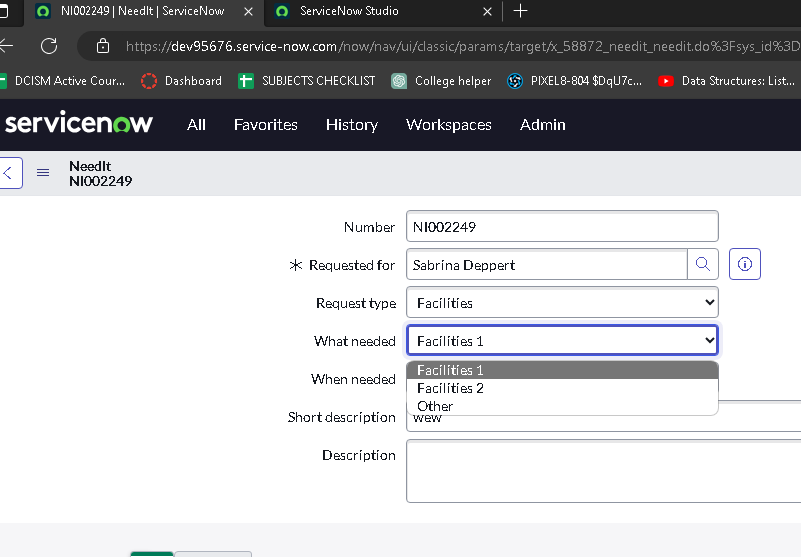 NI002249 | NeedIt | ServiceNow
ServiceNow Studio
https://dev95676.service-now.com/now/nav/ui/classic/params/target/x_58872_needit_needit.do%3Fsys_id%3D
DCISM Active Cour...
Dashboard
SUBJECTS CHECKLIST
College helper
PIXEL8-804 $DqU7c...
Data Structures: List...
servicenow
All
Favorites
History
Workspaces
Admin
NeedIt
NI002249
Number
NI002249
Requested for
Sabrina Deppert
Request type
Facilities
What needed
Facilities 1
Facilities 1
Facilities 2
Other
When needed
Short description
wew
Description